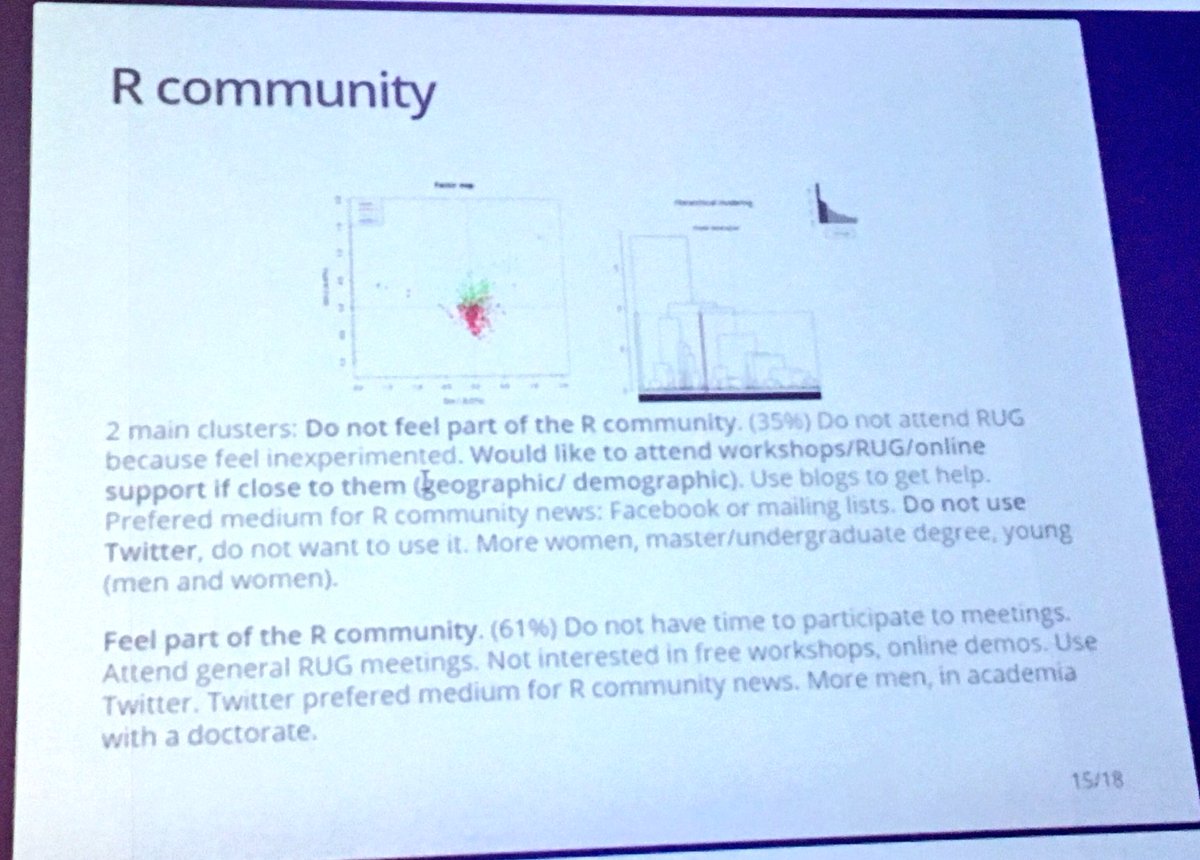 R community
Factor map
Hierarchical clustering
2 main clusters: Do not feel part of the R community. (35%) Do not attend RUG
because feel inexperimented. Would like to attend workshops/RUG/online
support if close to them (geographic/ demographic). Use blogs to get help.
Prefered medium for R community news: Facebook or mailing lists. Do not use
Twitter, do not want to use it. More women, master/undergraduate degree, young
(men and women).
Feel part of the R community. (61%) Do not have time to participate to meetings.
Attend general RUG meetings. Not interested in free workshops, online demos. Use
Twitter. Twitter prefered medium for R community news. More men, in academia
with a doctorate.
15/18